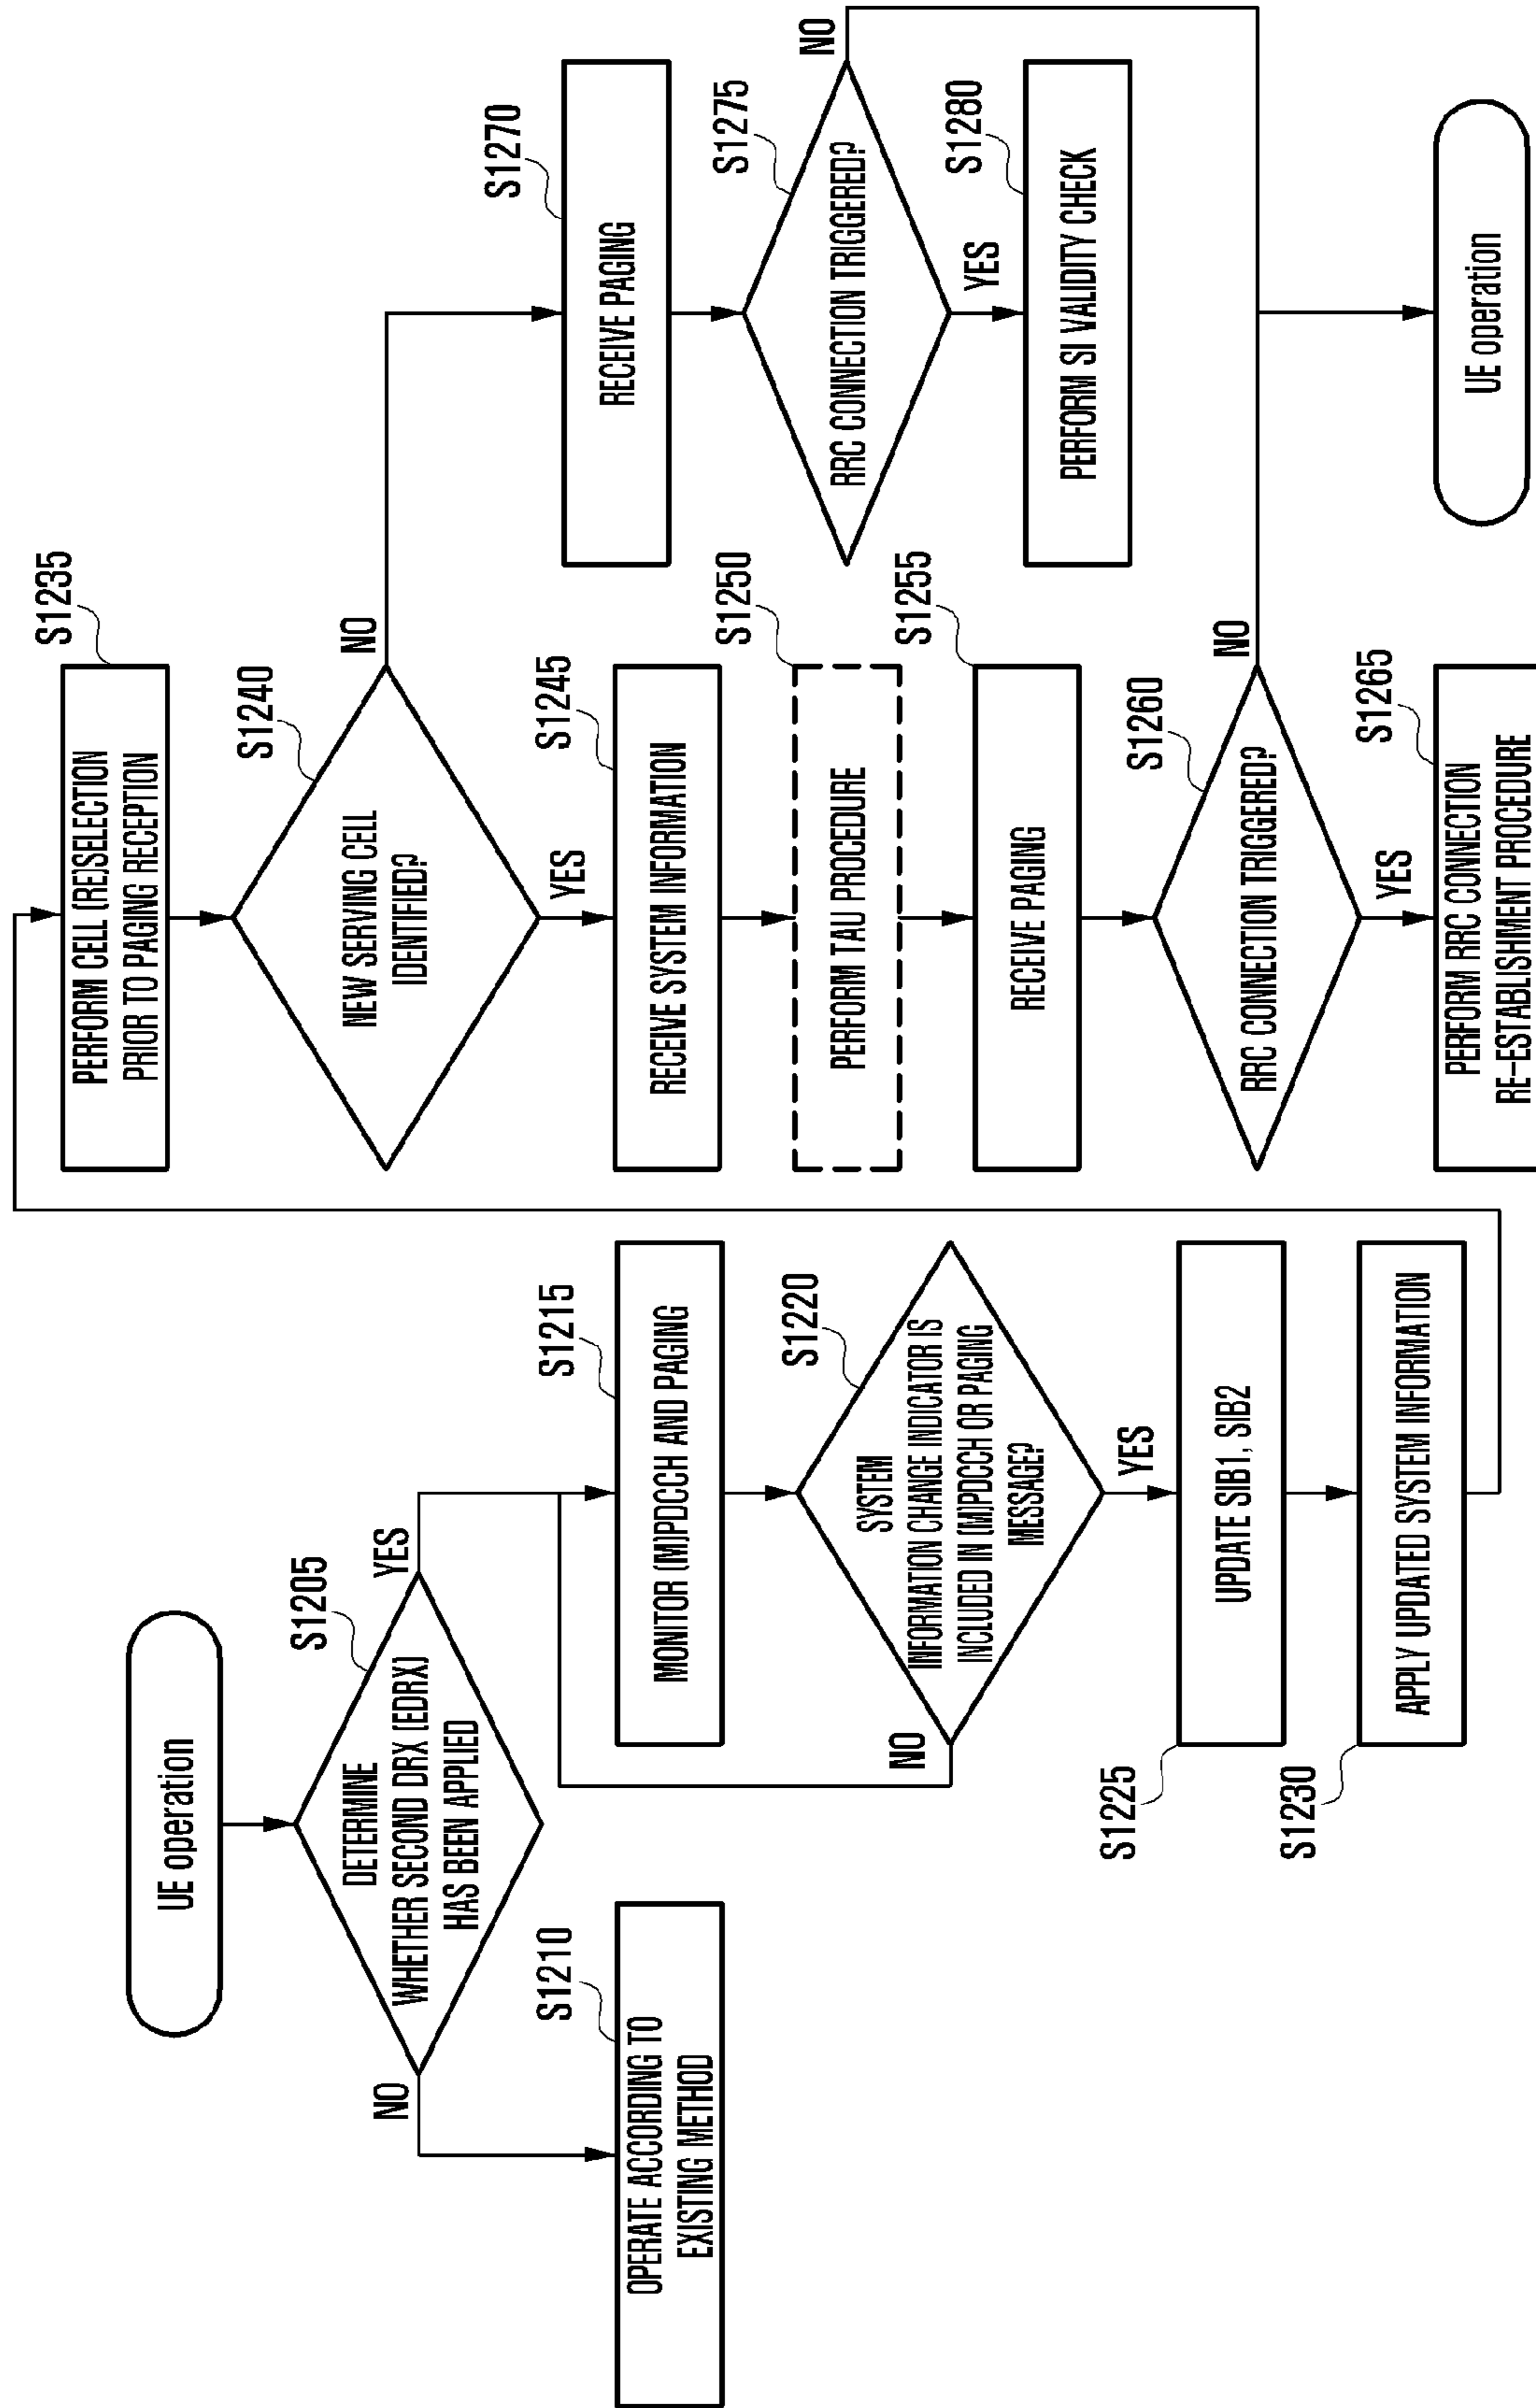 UE operation
S1205
DETERMINE
WHETHER SECOND DRX (EDRX)
HAS BEEN APPLIED
NO
YES
S1210
OPERATE ACCORDING TO
EXISTING METHOD
S1215
MONITOR (M)PDCCH AND PAGING
S1220
SYSTEM
INFORMATION CHANGE INDICATOR IS
INCLUDED IN (M)PDCCH OR PAGING
MESSAGE?
NO
YES
S1225
UPDATE SIB1, SIB2
S1230
APPLY UPDATED SYSTEM INFORMATION
S1235
PERFORM CELL (RE)SELECTION
PRIOR TO PAGING RECEPTION
S1240
NEW SERVING CELL
IDENTIFIED?
NO
YES
S1245
RECEIVE SYSTEM INFORMATION
S1250
PERFORM TAU PROCEDURE
S1255
RECEIVE PAGING
S1260
RRC CONNECTION TRIGGERED?
NO
YES
S1265
PERFORM RRC CONNECTION
RE-ESTABLISHMENT PROCEDURE
S1270
RECEIVE PAGING
S1275
RRC CONNECTION TRIGGERED?
NO
YES
S1280
PERFORM SI VALIDITY CHECK
UE operation